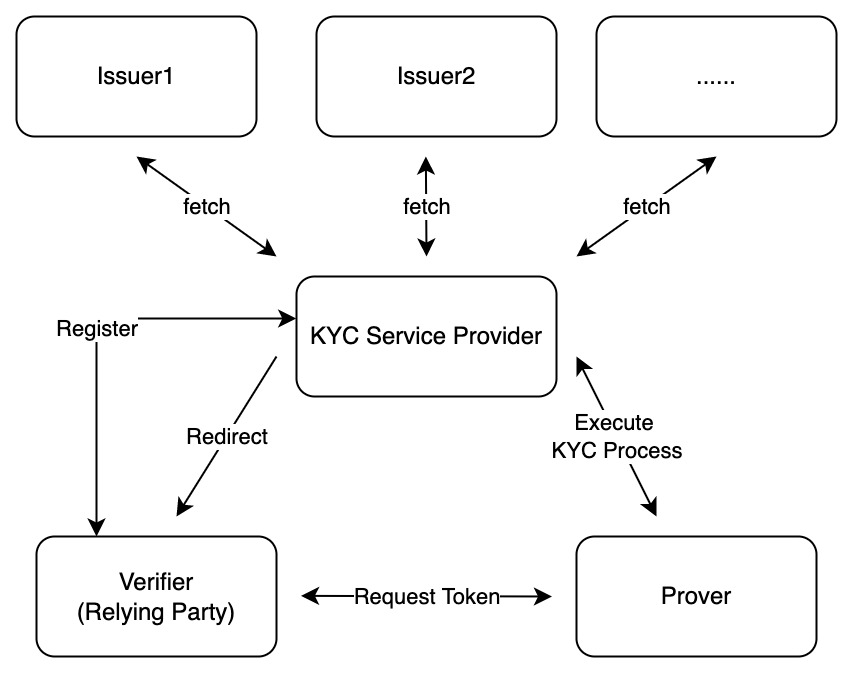 Issuer1
Issuer2
......
fetch
fetch
fetch
Register
KYC Service Provider
Redirect
Execute
KYC Process
Verifier
(Relying Party)
Request Token
Prover